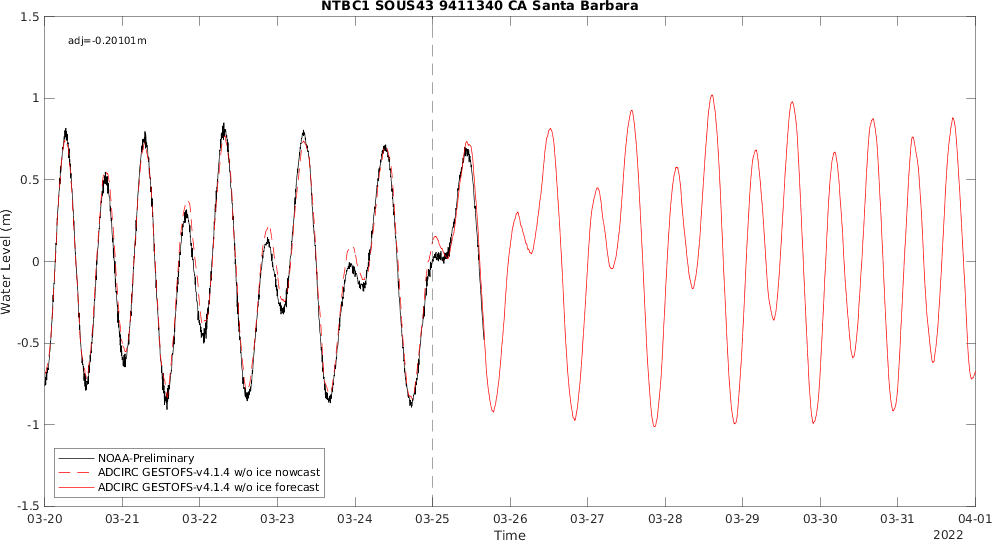 NTBC1 SOUS43 9411340 CA Santa Barbara
adj=-0.20101m
1.5
1
0.5
0
-0.5
-1
-1.5
Water Level (m)
NOAA-Preliminary
ADCIRC GESTOFS-v4.1.4 w/o ice nowcast
ADCIRC GESTOFS-v4.1.4 w/o ice forecast
03-20 03-21 03-22 03-23 03-24 03-25 03-26 03-27 03-28 03-29 03-30 03-31 04-01
Time
2022